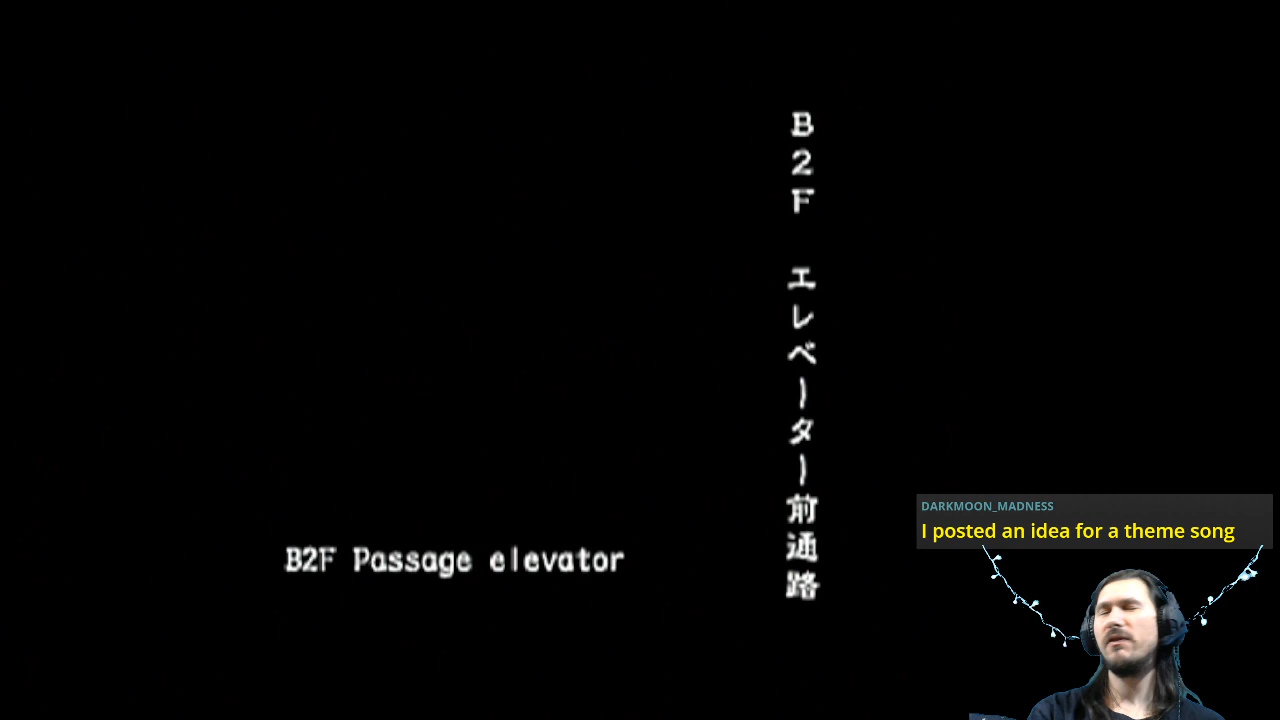 B2F エレベーター前通路
B2F Passage elevator
DARKMOON_MADNESS
I posted an idea for a theme song